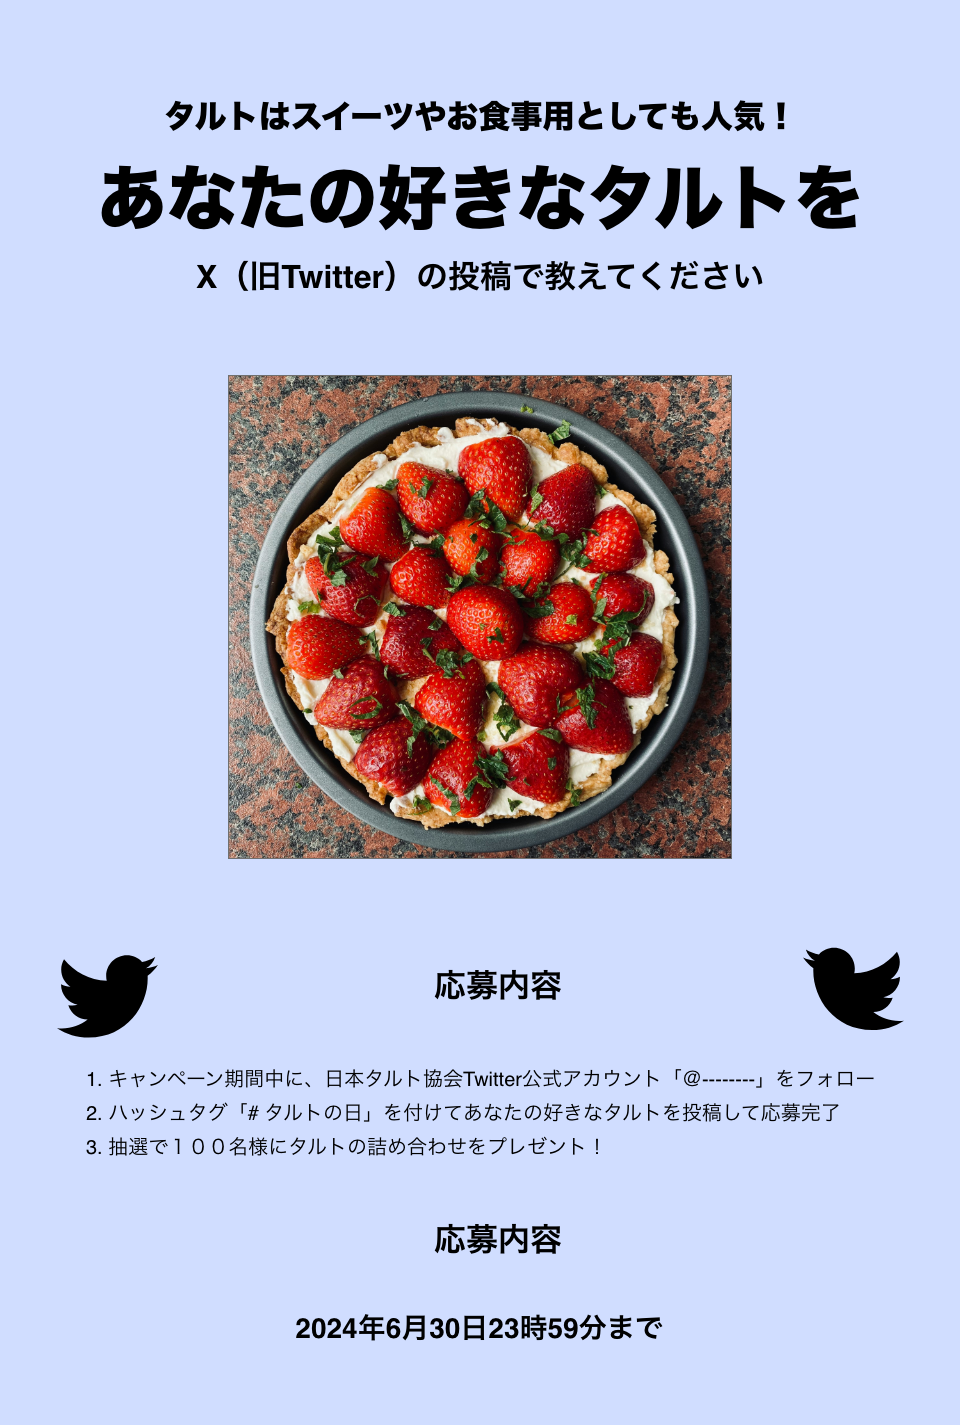 タルトはスイーツやお食事用としても人気！
あなたの好きなタルトを
X（旧Twitter）の投稿で教えてください
応募内容
1. キャンペーン期間中に、日本タルト協会Twitter公式アカウント「@--------」をフォロー
2. ハッシュタグ「# タルトの日」を付けてあなたの好きなタルトを投稿して応募完了
3. 抽選で１００名様にタルトの詰め合わせをプレゼント！
応募内容
2024年6月30日23時59分まで